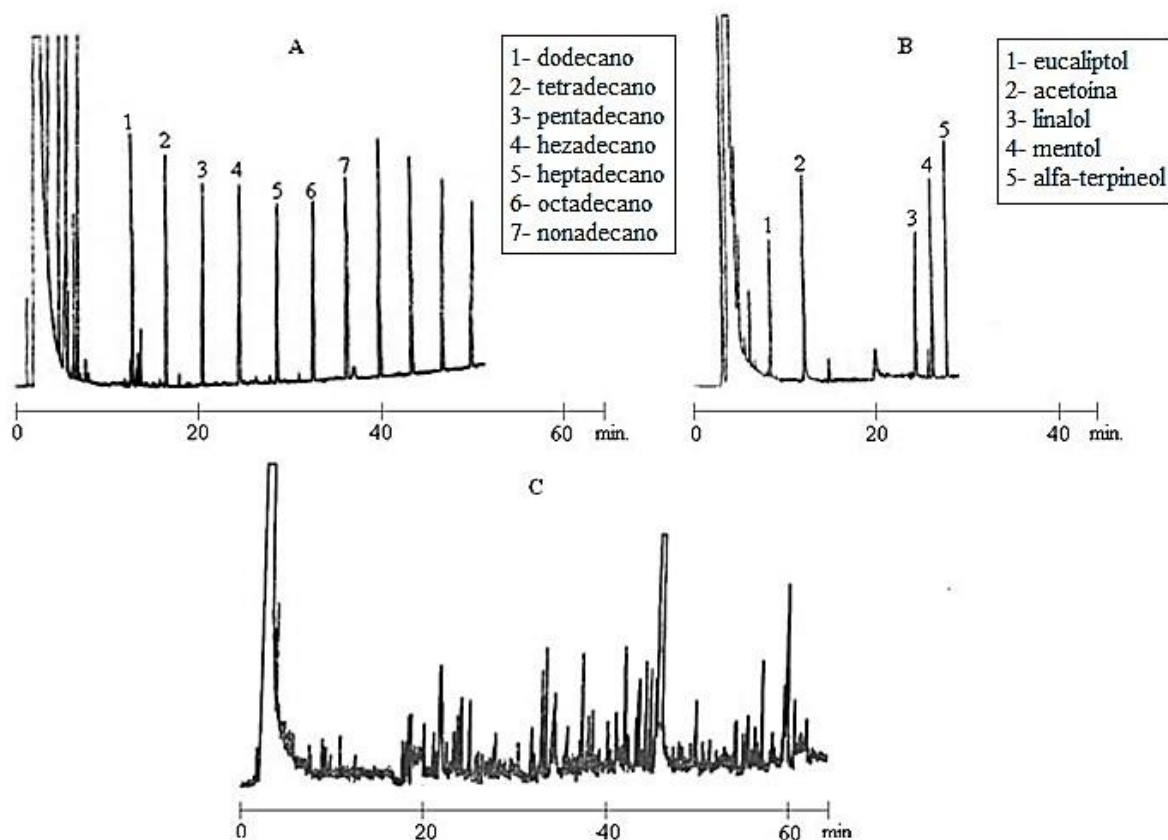 A
1- dodecano
2- tetradecano
3- pentadecano
4- hezadecano
5- heptadecano
6- octadecano
7- nonadecano
1 2 3 4 5 6 7
0 20 40 60 min.
B
1- eucaliptol
2- acetoína
3- linalol
4- mentol
5- alfa-terpineol
1 2 3 4 5
0 20 40 min.
C
0 20 40 60 min